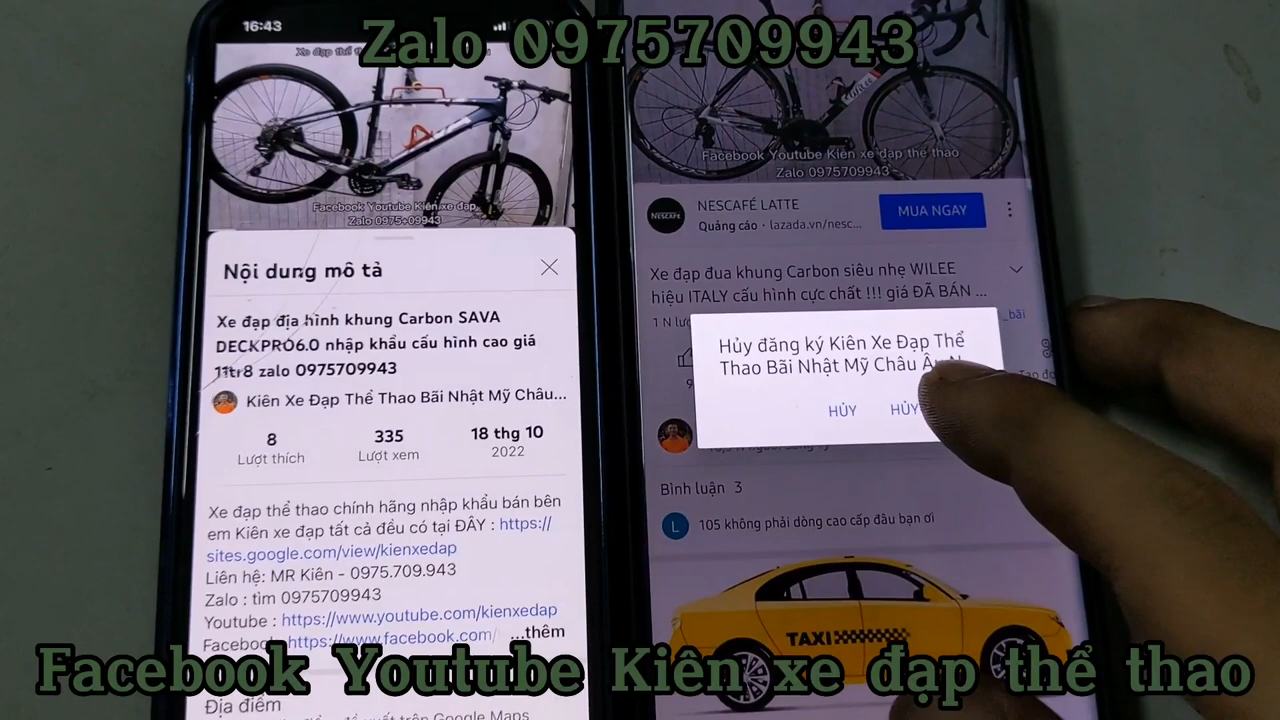 Zalo 0975709943
16:43
Xe đạp thể
Facebook Youtube Kiên xe đạp
Nội dung mô tả
Xe đạp địa hình khung Carbon SAVA
DECKPRO6.0 nhập khẩu cấu hình cao giá
11tr8 zalo 0975709943
Kiên Xe Đạp Thể Thao Bãi Nhật Mỹ Châu...
8
Lượt thích
335
Lượt xem
18 thg 10
2022
Xe đạp thể thao chính hãng nhập khẩu bán bên
em Kiên xe đạp tất cả đều có tại ĐÂY : https://
sites.google.com/view/kienxedap
Liên hệ: MR Kiên - 0975.709.943
Zalo : tìm 0975709943
Youtube : https://www.youtube.com/kienxedap
https://www.facebook.com/ ...thêm
Địa điểm
Google Maps
Facebook Youtube Kiên xe đạp thể thao
Zalo 0975709943
NESCAFÉ
NESCAFÉ LATTE
Quảng cáo · lazada.vn/nesc...
MUA NGAY
Xe đạp đua khung Carbon siêu nhẹ WILEE
hiệu ITALY cấu hình cực chất !!! giá ĐÃ BÁN ...
_bãi
Hủy đăng ký Kiên Xe Đạp Thể
Thao Bãi Nhật Mỹ Châu
HỦY
HỦY
Bình luận 3
L
105 không phải dòng cao cấp đâu bạn ơi
TAXI
Facebook Youtube Kiên xe đạp thể thao